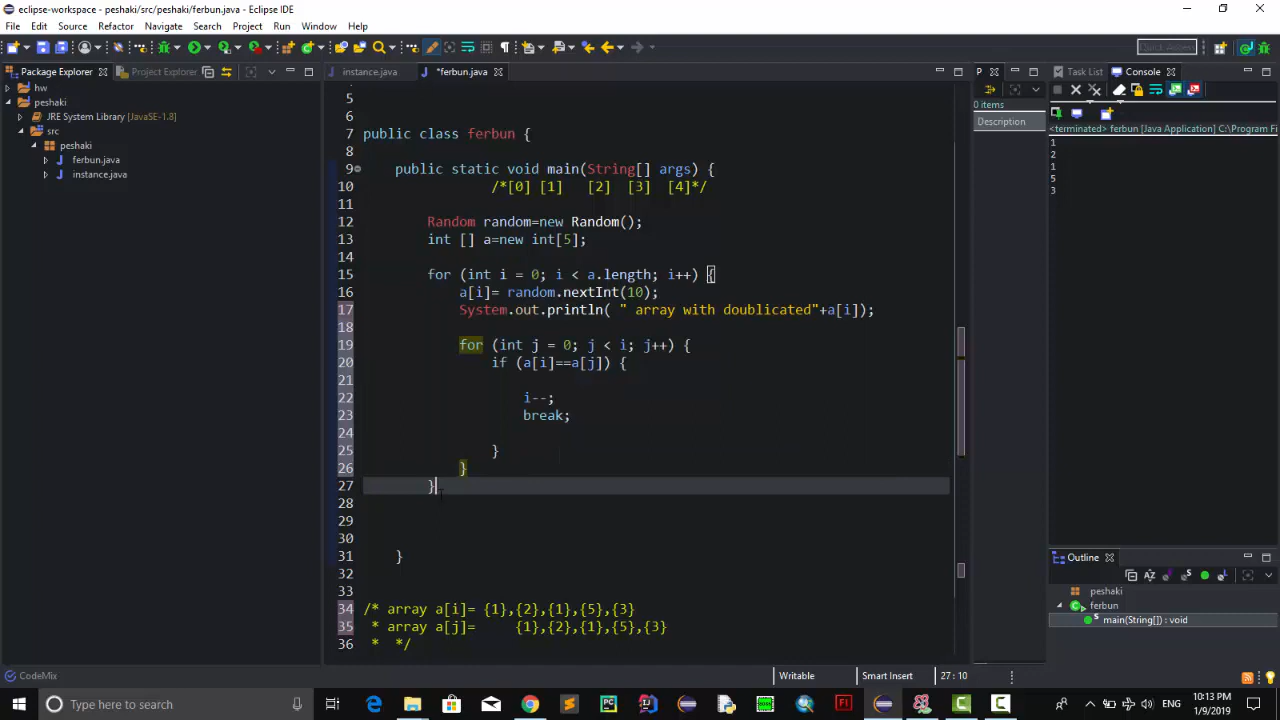 eclipse-workspace - peshaki/src/peshaki/ferbun.java - Eclipse IDE
File Edit Source Refactor Navigate Search Project Run Window Help
Quick Access
Package Explorer Project Explorer
instance.java *ferbun.java
P
Task List Console
hw
peshaki
JRE System Library [JavaSE-1.8]
src
peshaki
ferbun.java
instance.java
5
6
7 public class ferbun {
8
9 public static void main(String[] args) {
10 /*[0] [1] [2] [3] [4]*/
11
12 Random random=new Random();
13 int [] a=new int[5];
14
15 for (int i = 0; i < a.length; i++) {
16 a[i]= random.nextInt(10);
17 System.out.println( " array with doublicated"+a[i]);
18
19 for (int j = 0; j < i; j++) {
20 if (a[i]==a[j]) {
21
22 i--;
23 break;
24
25 }
26 }
27 }
28
29
30
31 }
32
33
34 /* array a[i]= {1},{2},{1},{5},{3}
35 * array a[j]= {1},{2},{1},{5},{3}
36 * */
0 items
Description
<terminated> ferbun [Java Application] C:\Program Fi
1
2
1
5
3
Outline
peshaki
ferbun
main(String[]) : void
CodeMix
Writable Smart Insert 27 : 10
Type here to search
ENG
10:13 PM
1/9/2019